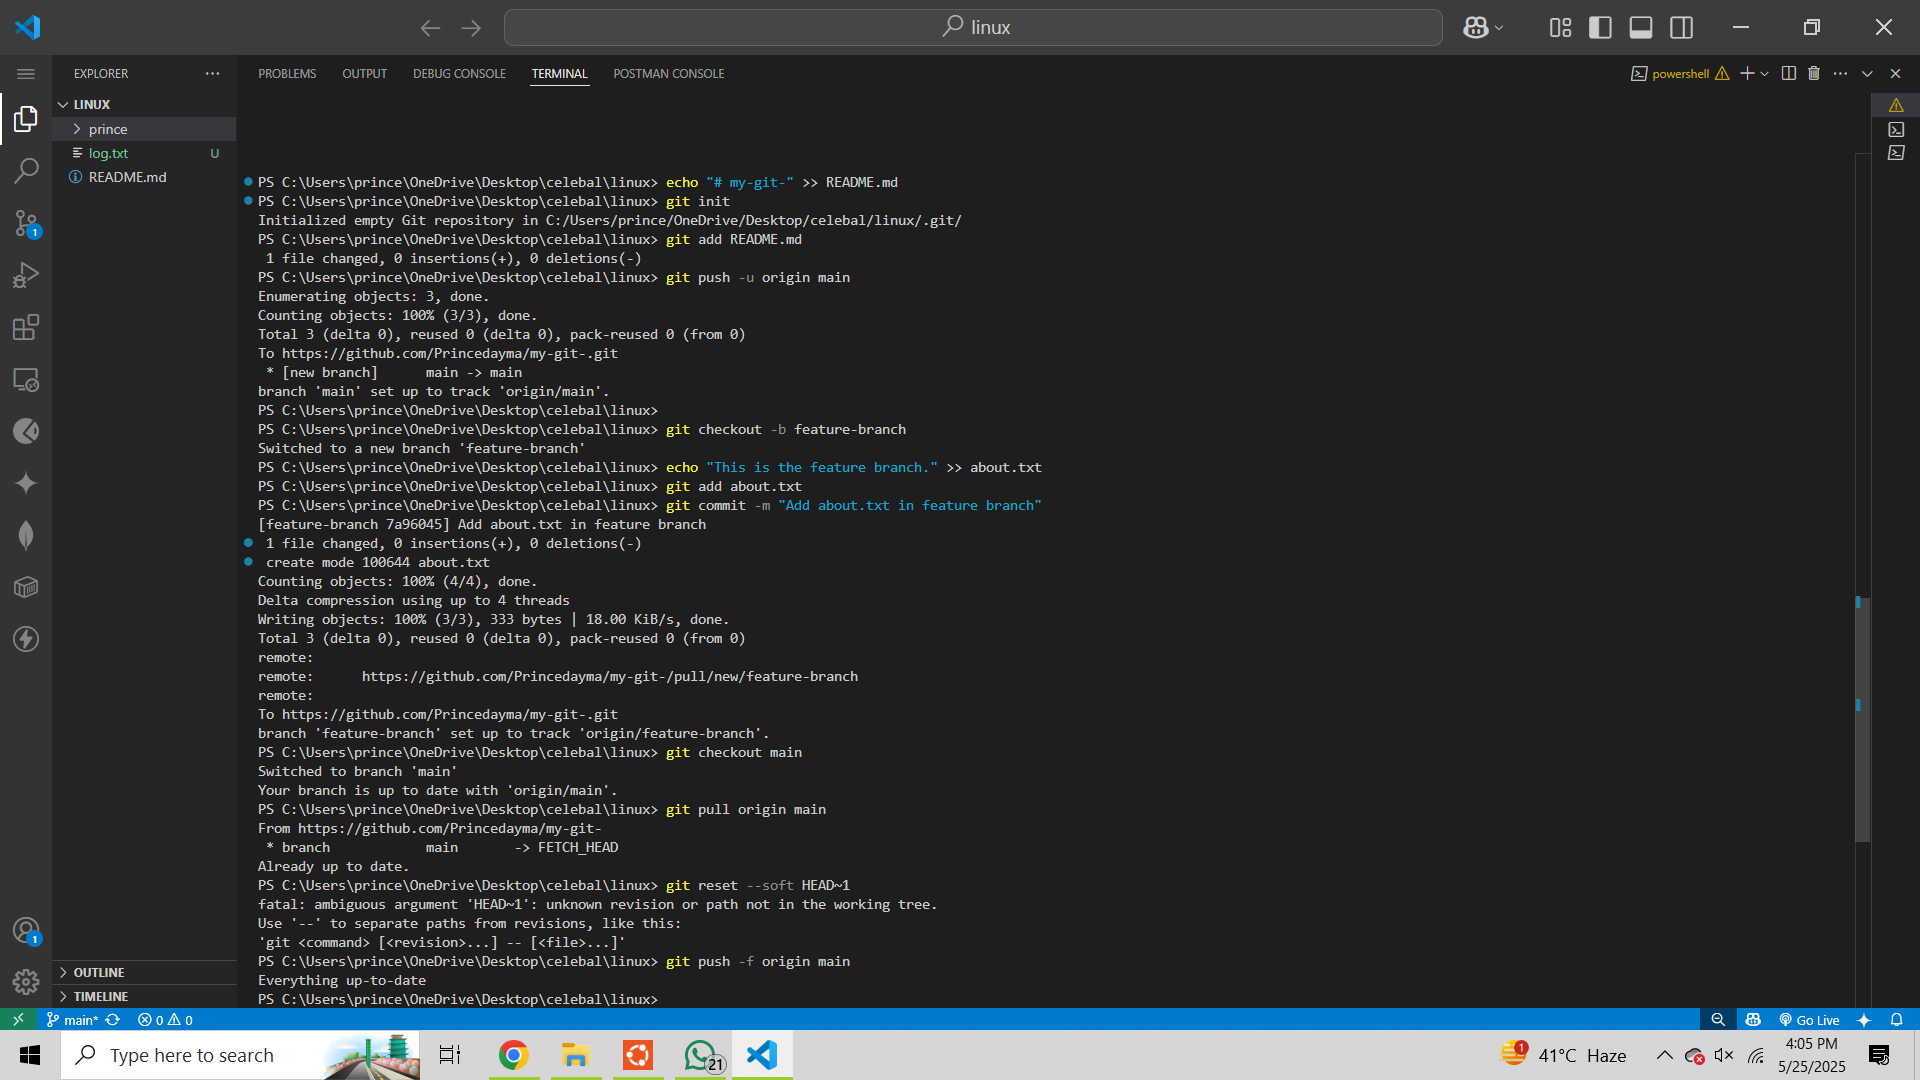 linux
EXPLORER
PROBLEMS OUTPUT DEBUG CONSOLE TERMINAL POSTMAN CONSOLE
powershell
LINUX
prince
log.txt U
README.md
PS C:\Users\prince\OneDrive\Desktop\celebal\linux> echo "# my-git-" >> README.md
PS C:\Users\prince\OneDrive\Desktop\celebal\linux> git init
Initialized empty Git repository in C:/Users/prince/OneDrive/Desktop/celebal/linux/.git/
PS C:\Users\prince\OneDrive\Desktop\celebal\linux> git add README.md
 1 file changed, 0 insertions(+), 0 deletions(-)
PS C:\Users\prince\OneDrive\Desktop\celebal\linux> git push -u origin main
Enumerating objects: 3, done.
Counting objects: 100% (3/3), done.
Total 3 (delta 0), reused 0 (delta 0), pack-reused 0 (from 0)
To https://github.com/Princedayma/my-git-.git
 * [new branch]      main -> main
branch 'main' set up to track 'origin/main'.
PS C:\Users\prince\OneDrive\Desktop\celebal\linux>
PS C:\Users\prince\OneDrive\Desktop\celebal\linux> git checkout -b feature-branch
Switched to a new branch 'feature-branch'
PS C:\Users\prince\OneDrive\Desktop\celebal\linux> echo "This is the feature branch." >> about.txt
PS C:\Users\prince\OneDrive\Desktop\celebal\linux> git add about.txt
PS C:\Users\prince\OneDrive\Desktop\celebal\linux> git commit -m "Add about.txt in feature branch"
[feature-branch 7a96045] Add about.txt in feature branch
 1 file changed, 0 insertions(+), 0 deletions(-)
 create mode 100644 about.txt
Counting objects: 100% (4/4), done.
Delta compression using up to 4 threads
Writing objects: 100% (3/3), 333 bytes | 18.00 KiB/s, done.
Total 3 (delta 0), reused 0 (delta 0), pack-reused 0 (from 0)
remote:
remote:      https://github.com/Princedayma/my-git-/pull/new/feature-branch
remote:
To https://github.com/Princedayma/my-git-.git
branch 'feature-branch' set up to track 'origin/feature-branch'.
PS C:\Users\prince\OneDrive\Desktop\celebal\linux> git checkout main
Switched to branch 'main'
Your branch is up to date with 'origin/main'.
PS C:\Users\prince\OneDrive\Desktop\celebal\linux> git pull origin main
From https://github.com/Princedayma/my-git-
 * branch            main       -> FETCH_HEAD
Already up to date.
PS C:\Users\prince\OneDrive\Desktop\celebal\linux> git reset --soft HEAD~1
fatal: ambiguous argument 'HEAD~1': unknown revision or path not in the working tree.
Use '--' to separate paths from revisions, like this:
'git <command> [<revision>...] -- [<file>...]'
PS C:\Users\prince\OneDrive\Desktop\celebal\linux> git push -f origin main
Everything up-to-date
PS C:\Users\prince\OneDrive\Desktop\celebal\linux>
1
1
OUTLINE
TIMELINE
main* 0 0
Go Live
Type here to search
21
1
41°C Haze
4:05 PM
5/25/2025